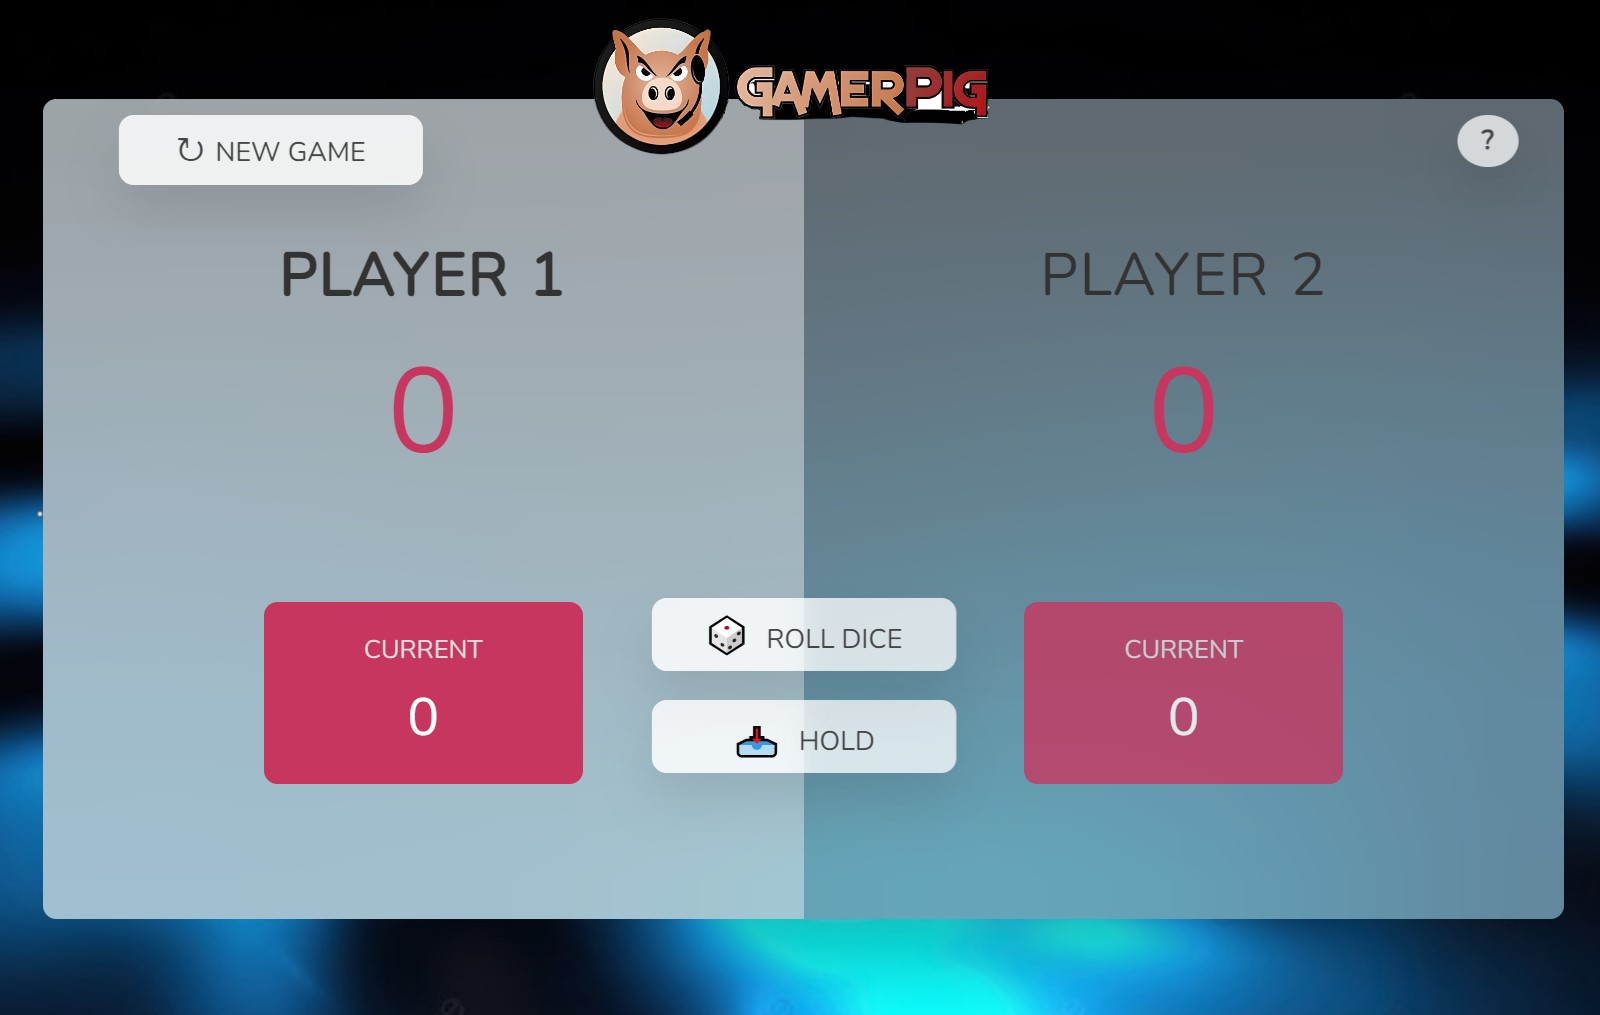 GAMERPIG
↻ NEW GAME
?
PLAYER 1
0
PLAYER 2
0
CURRENT
0
ROLL DICE
HOLD
CURRENT
0